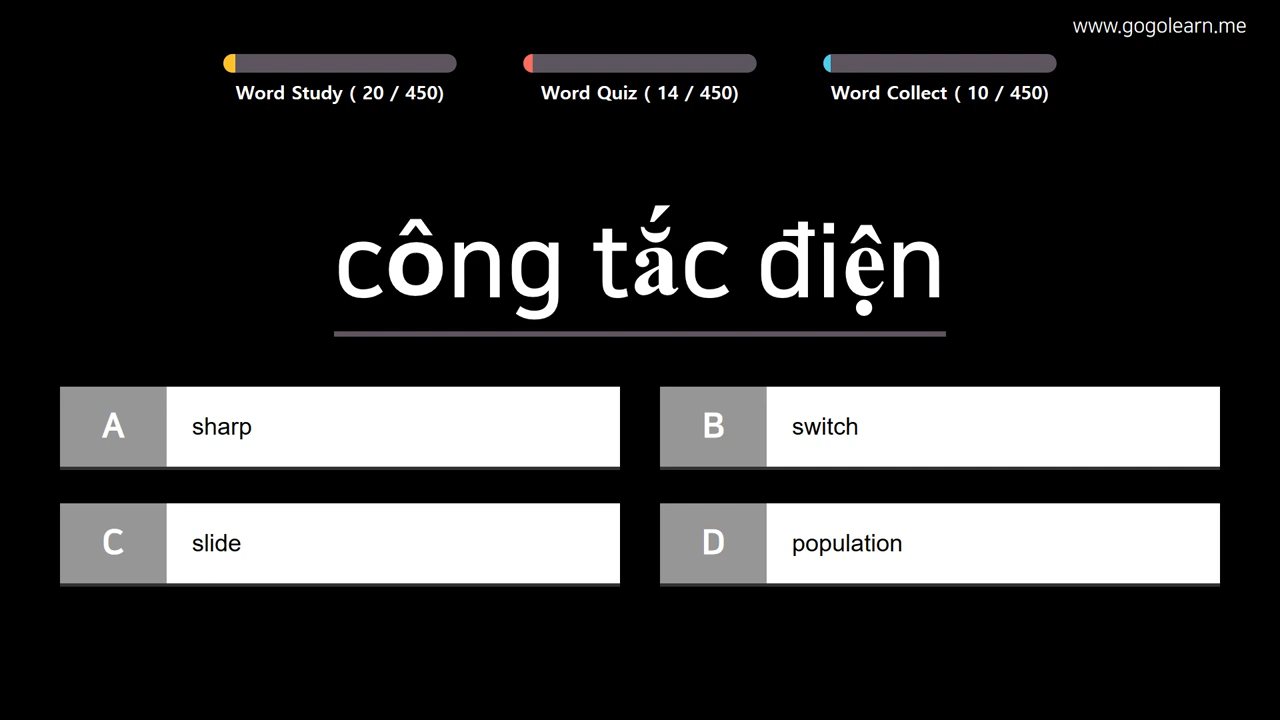 www.gogolearn.me
Word Study ( 20 / 450)
Word Quiz ( 14 / 450)
Word Collect ( 10 / 450)
công tắc điện
A sharp
B switch
C slide
D population